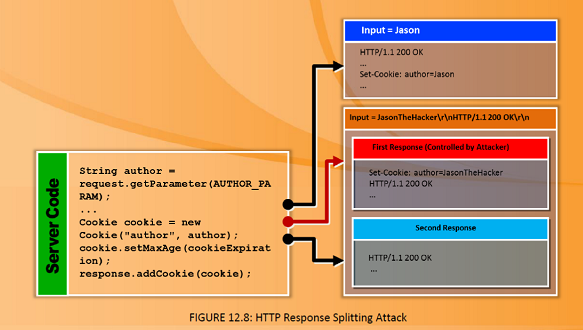 Input = Jason
HTTP/1.1 200 OK
...
Set-Cookie: author=Jason
...
Input = JasonTheHacker\r\nHTTP/1.1 200 OK\r\n
First Response (Controlled by Attacker)
Set-Cookie: author=JasonTheHacker
HTTP/1.1 200 OK
...
Second Response
HTTP/1.1 200 OK
...
Server Code
String author =
request.getParameter(AUTHOR_PA
RAM);
...
Cookie cookie = new
Cookie("author", author);
cookie.setMaxAge(cookieExpirat
ion);
response.addCookie(cookie);
FIGURE 12.8: HTTP Response Splitting Attack